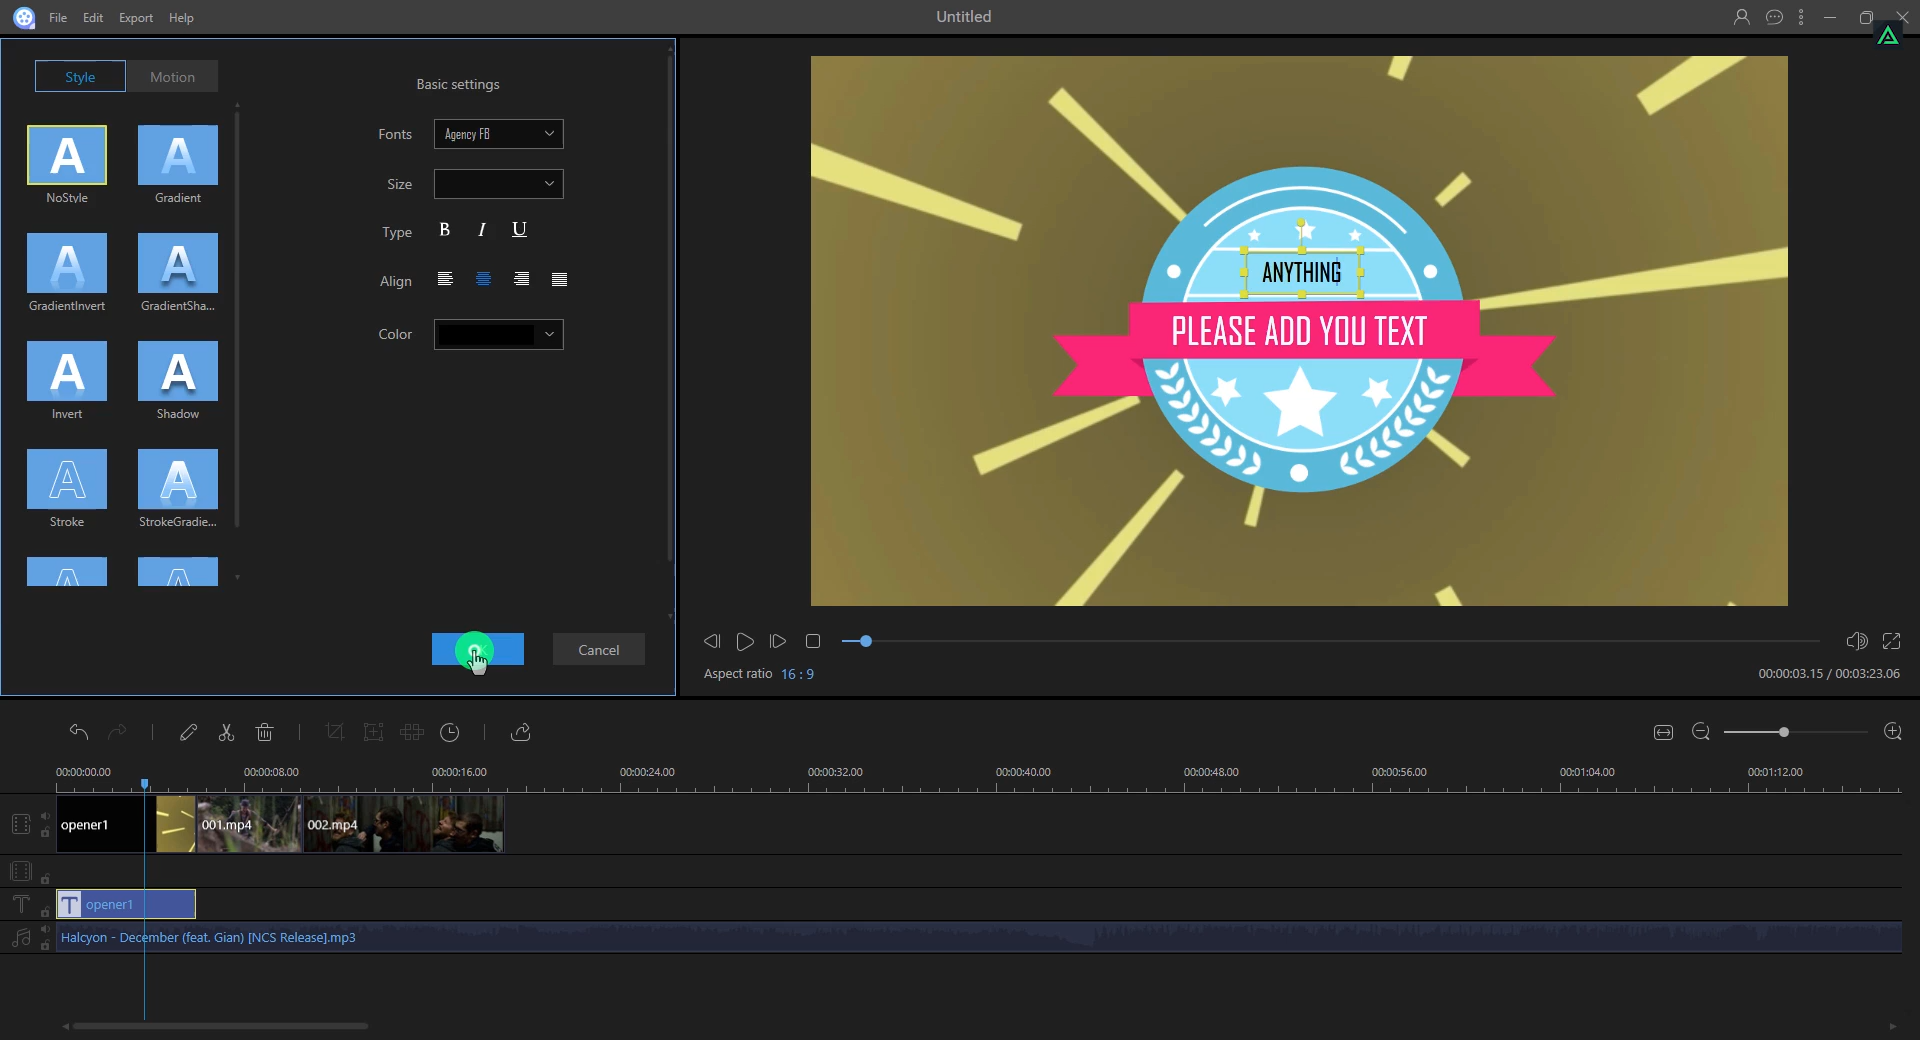 File Edit Export Help
Untitled
Style Motion
Basic settings
Fonts Agency FB
Size
Type B I U
Align
Color
A A
NoStyle Gradient
A A
GradientInvert GradientSha...
A A
Invert Shadow
A A
Stroke StrokeGradie...
A A
Cancel
ANYTHING
PLEASE ADD YOU TEXT
Aspect ratio 16 : 9
00:00:03.15 / 00:03:23.06
00:00:00.00 00:00:08.00 00:00:16.00 00:00:24.00 00:00:32.00 00:00:40.00 00:00:48.00 00:00:56.00 00:01:04.00 00:01:12.00
opener1 001.mp4 002.mp4
T T opener1
Halcyon - December (feat. Gian) [NCS Release].mp3